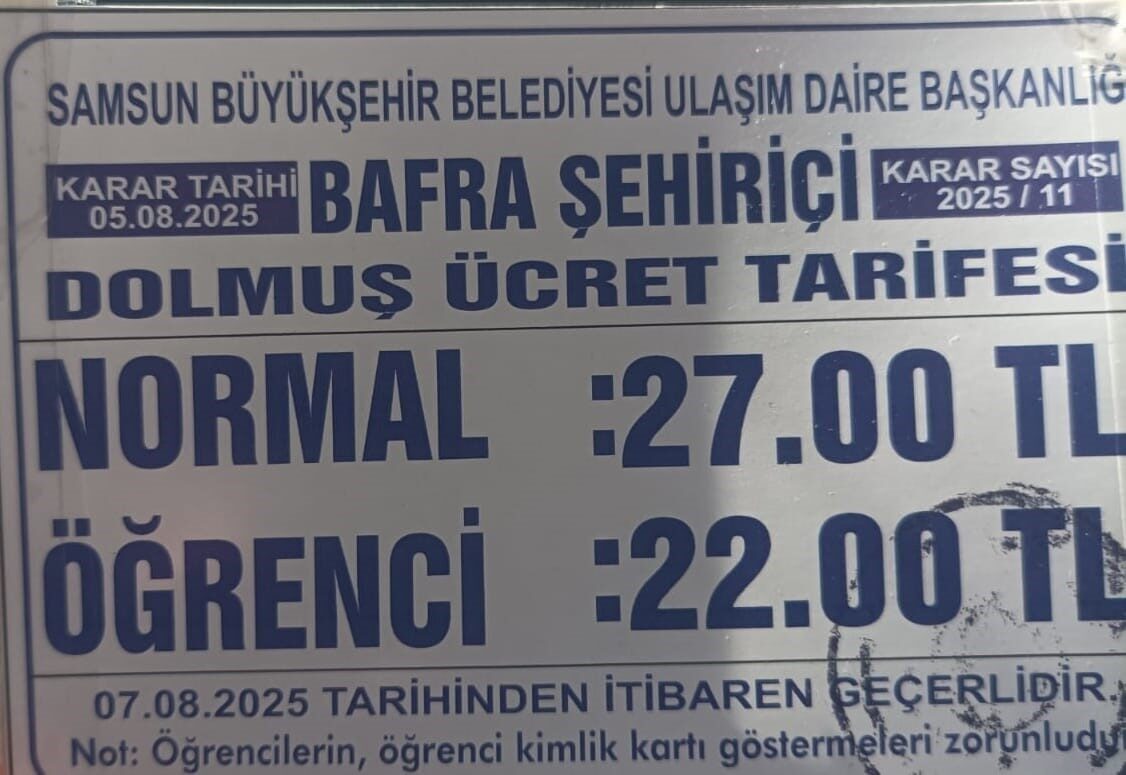 SAMSUN BÜYÜKŞEHİR BELEDİYESİ ULAŞIM DAİRE BAŞKANLIĞ
KARAR TARİHİ
05.08.2025
BAFRA ŞEHİRİÇİ
KARAR SAYISI
2025 / 11
DOLMUŞ ÜCRET TARİFESİ
NORMAL :27.00 TL
ÖĞRENCİ :22.00 TL
07.08.2025 TARİHİNDEN İTİBAREN GEÇERLİDİR.
Not: Öğrencilerin, öğrenci kimlik kartı göstermeleri zorunludu